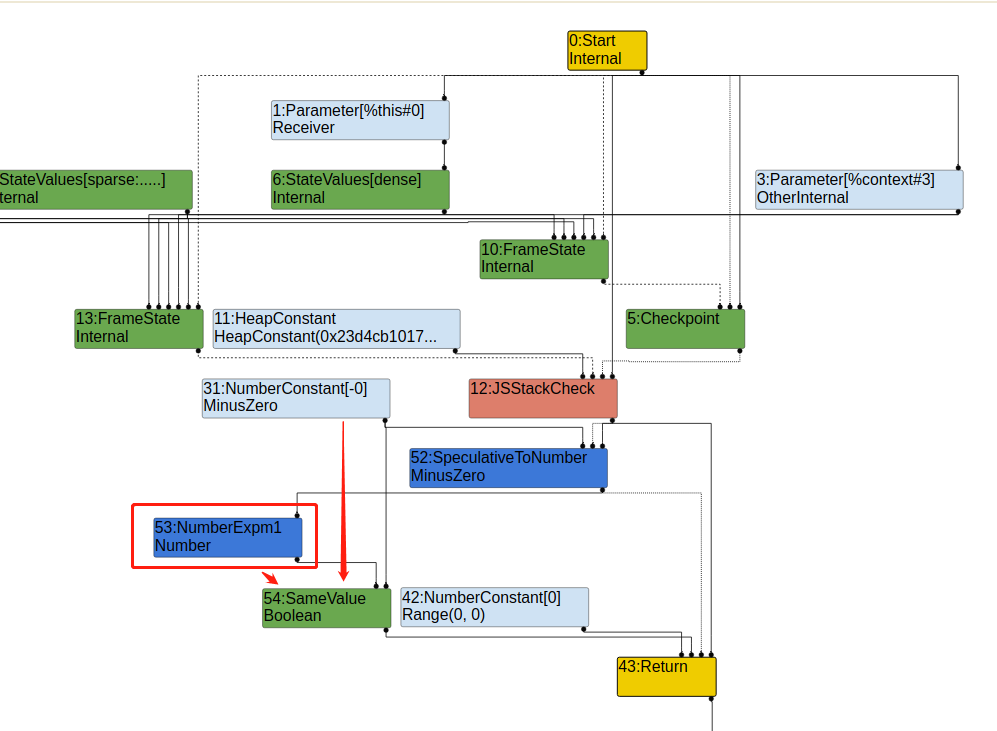 0:Start
Internal
1:Parameter[%this#0]
Receiver
StateValues[sparse:.....]
ternal
6:StateValues[dense]
Internal
3:Parameter[%context#3]
OtherInternal
10:FrameState
Internal
13:FrameState
Internal
11:HeapConstant
HeapConstant(0x23d4cb1017...
5:Checkpoint
31:NumberConstant[-0]
MinusZero
12:JSStackCheck
52:SpeculativeToNumber
MinusZero
53:NumberExpm1
Number
54:SameValue
Boolean
42:NumberConstant[0]
Range(0, 0)
43:Return